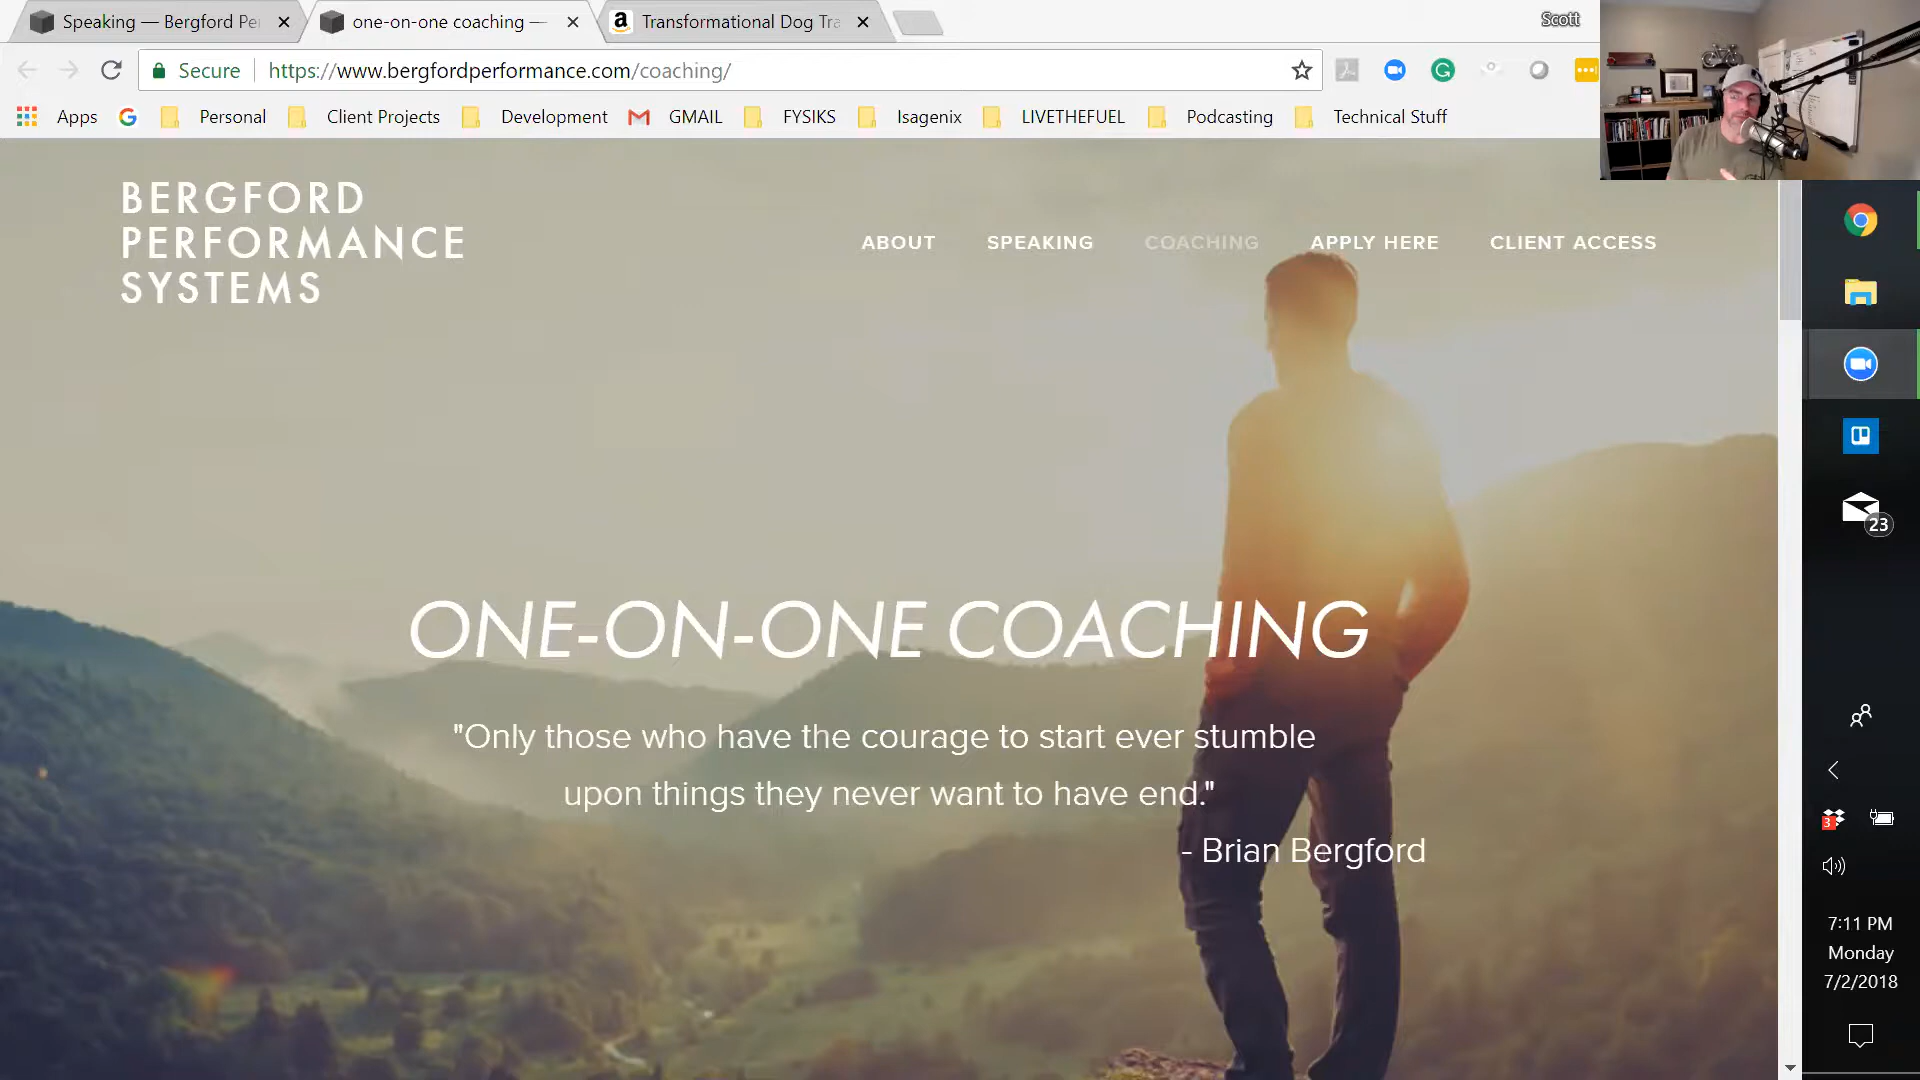 Speaking — Bergford Pe
one-on-one coaching —
Transformational Dog Tra
Scott
Secure
https://www.bergfordperformance.com/coaching/
Apps
Personal
Client Projects
Development
GMAIL
FYSIKS
Isagenix
LIVETHEFUEL
Podcasting
Technical Stuff
BERGFORD
PERFORMANCE
SYSTEMS
ABOUT
SPEAKING
COACHING
APPLY HERE
CLIENT ACCESS
ONE-ON-ONE COACHING
"Only those who have the courage to start ever stumble
upon things they never want to have end."
- Brian Bergford
23
3
7:11 PM
Monday
7/2/2018